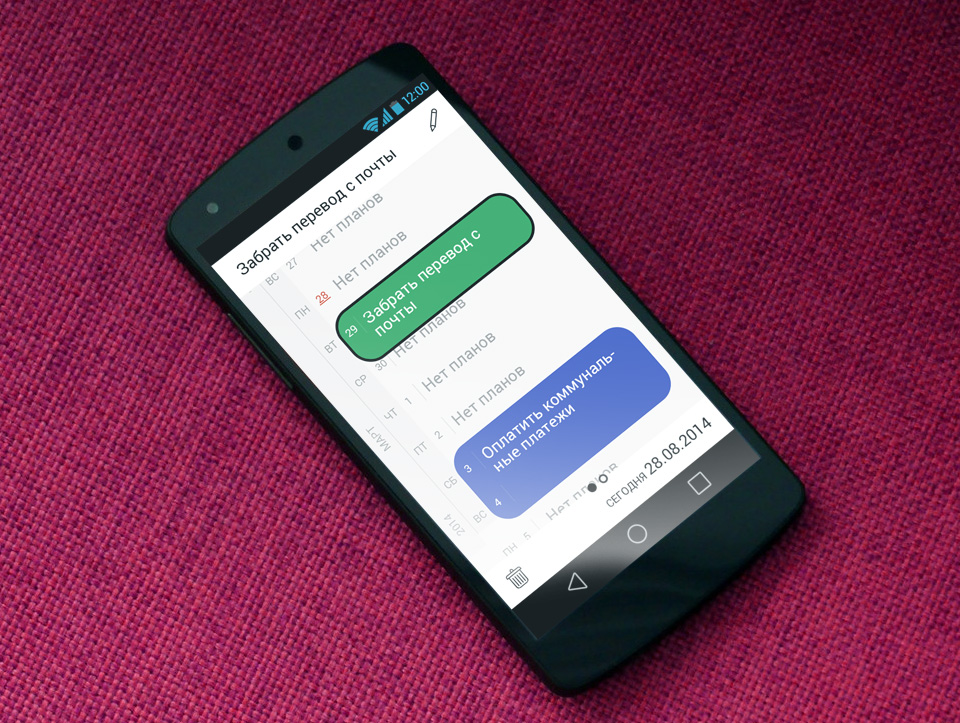 12:00
Забрать перевод с почты
ВС 27 Нет планов
ПН 28 Нет планов
ВТ 29 Забрать перевод с
почты
СР 30 Нет планов
ЧТ 1 Нет планов
МАРТ
ПТ 2 Нет планов
СБ 3 Оплатить коммуналь-
ные платежи
ВС 4
2014
ПН 5 Нет планов
СЕГОДНЯ 28.08.2014